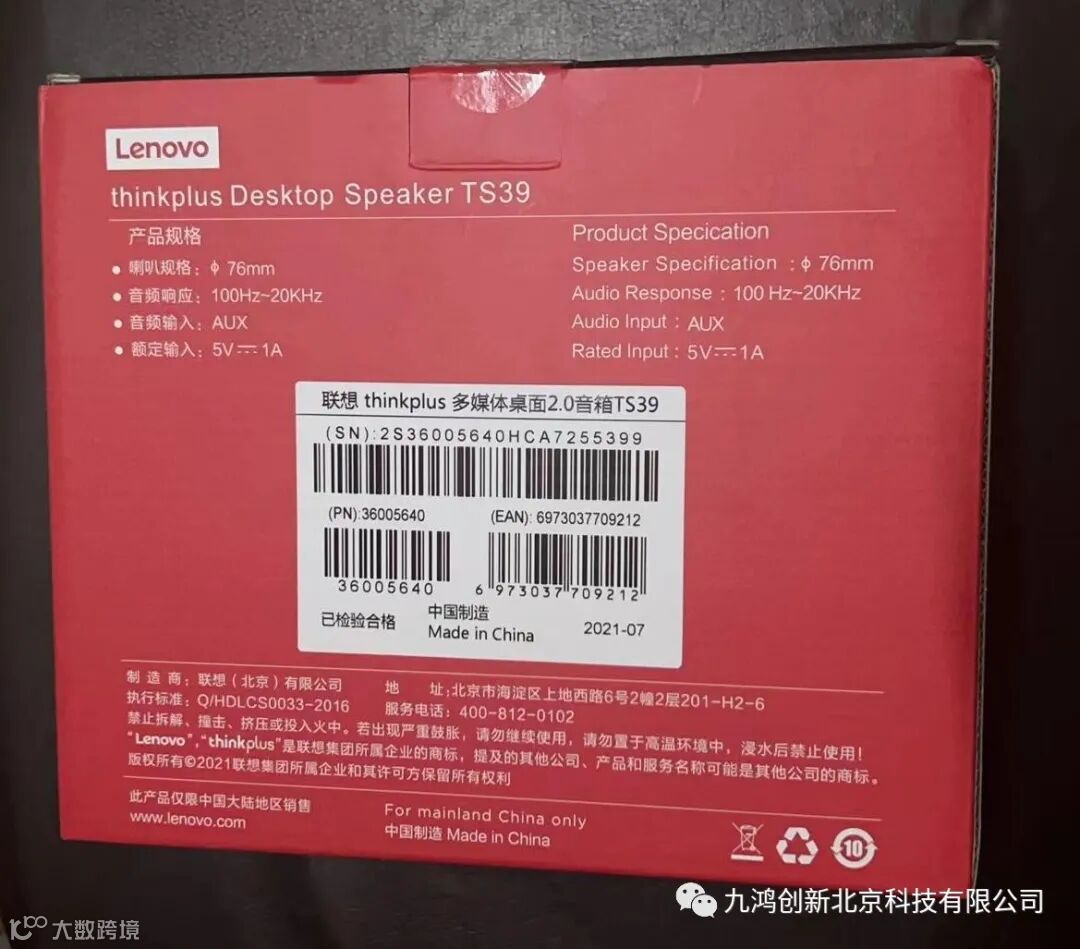 Lenovo
thinkplus Desktop Speaker TS39
产品规格
● 喇叭规格：ф 76mm
● 音频响应：100Hz~20KHz
● 音频输入：AUX
● 额定输入：5V⎓1A
Product Specication
Speaker Specification : ф 76mm
Audio Response : 100 Hz~20KHz
Audio Input : AUX
Rated Input : 5V⎓1A
联想 thinkplus 多媒体桌面2.0音箱TS39
(SN):2S36005640HCA7255399
(PN):36005640
(EAN): 6973037709212
36005640
6 973037 709212
已检验合格
中国制造
Made in China
2021-07
制 造 商：联想（北京）有限公司
地 址:北京市海淀区上地西路6号2幢2层201-H2-6
执行标准：Q/HDLCS0033-2016
服务电话：400-812-0102
禁止拆解、撞击、挤压或投入火中。若出现严重鼓胀，请勿继续使用，请勿置于高温环境中，浸水后禁止使用！
“Lenovo”,“thinkplus”是联想集团所属企业的商标，提及的其他公司、产品和服务名称可能是其他公司的商标。
版权所有©2021联想集团所属企业和其许可方保留所有权利
此产品仅限中国大陆地区销售
www.lenovo.com
For mainland China only
中国制造 Made in China
10
九鸿创新北京科技有限公司
大数跨境